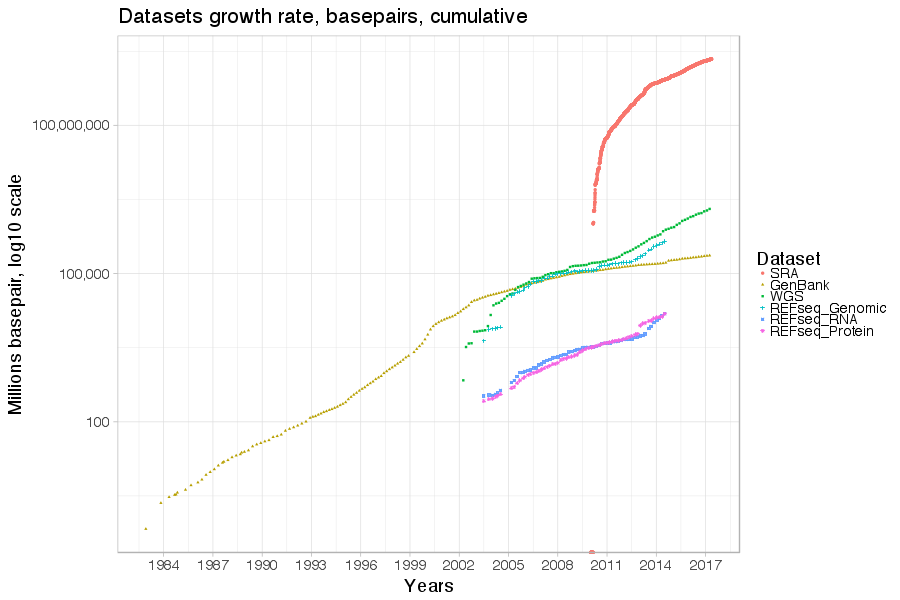 Datasets growth rate, basepairs, cumulative
Millions basepair, log10 scale
100,000,000
100,000
100
1984 1987 1990 1993 1996 1999 2002 2005 2008 2011 2014 2017
Years
Dataset
SRA
GenBank
WGS
REFseq_Genomic
REFseq_RNA
REFseq_Protein